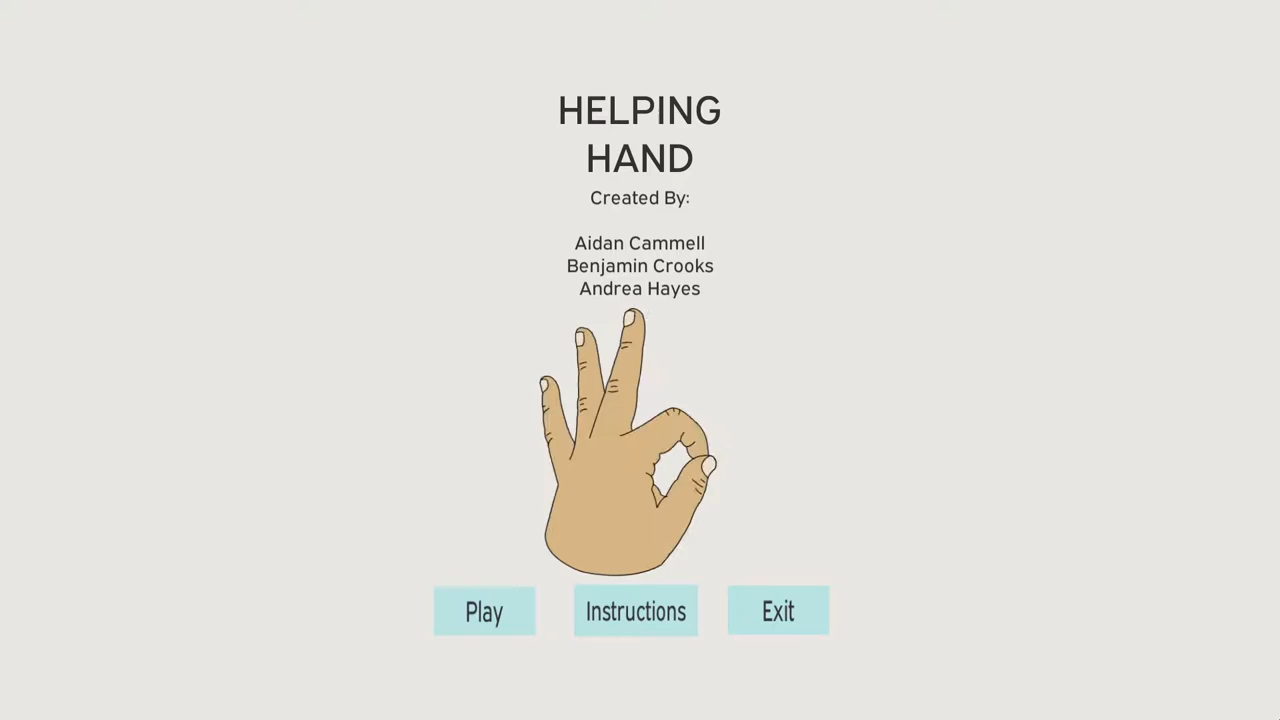 HELPING
HAND
Created By:
Aidan Cammell
Benjamin Crooks
Andrea Hayes
Play
Instructions
Exit